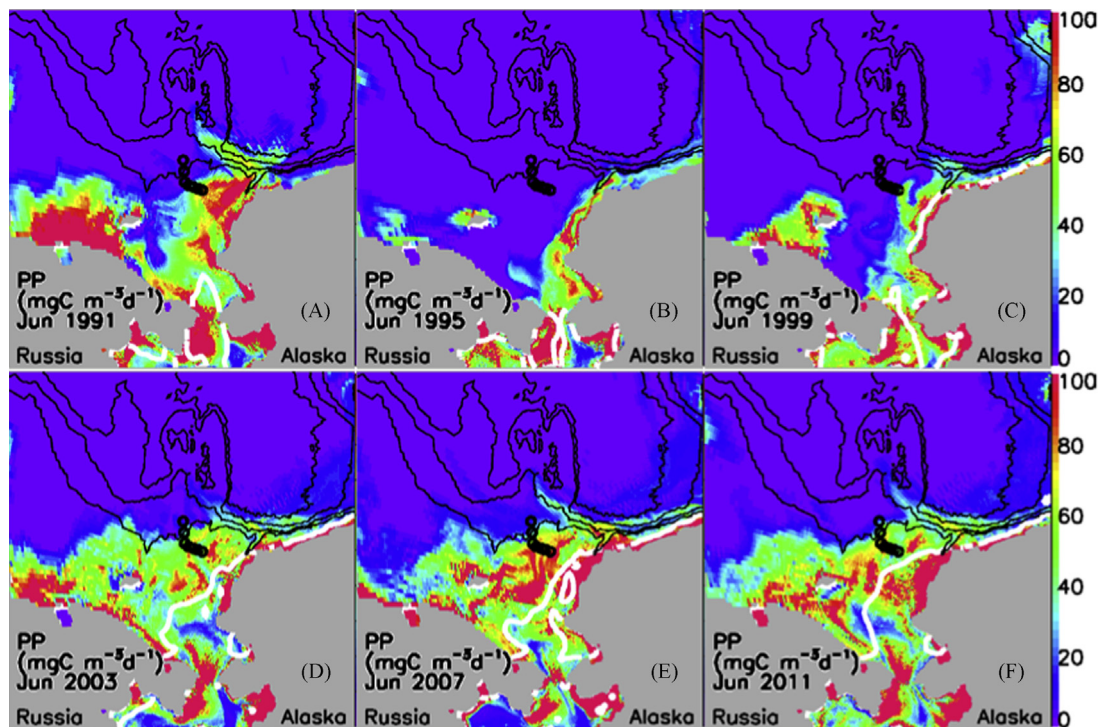 PP
(mgC m⁻³d⁻¹)
Jun 1991 (A)
Russia Alaska
PP
(mgC m⁻³d⁻¹)
Jun 1995 (B)
Russia Alaska
PP
(mgC m⁻³d⁻¹)
Jun 1999 (C)
Russia Alaska
100
80
60
40
20
0
PP
(mgC m⁻³d⁻¹)
Jun 2003 (D)
Russia Alaska
PP
(mgC m⁻³d⁻¹)
Jun 2007 (E)
Russia Alaska
PP
(mgC m⁻³d⁻¹)
Jun 2011 (F)
Russia Alaska
100
80
60
40
20
0